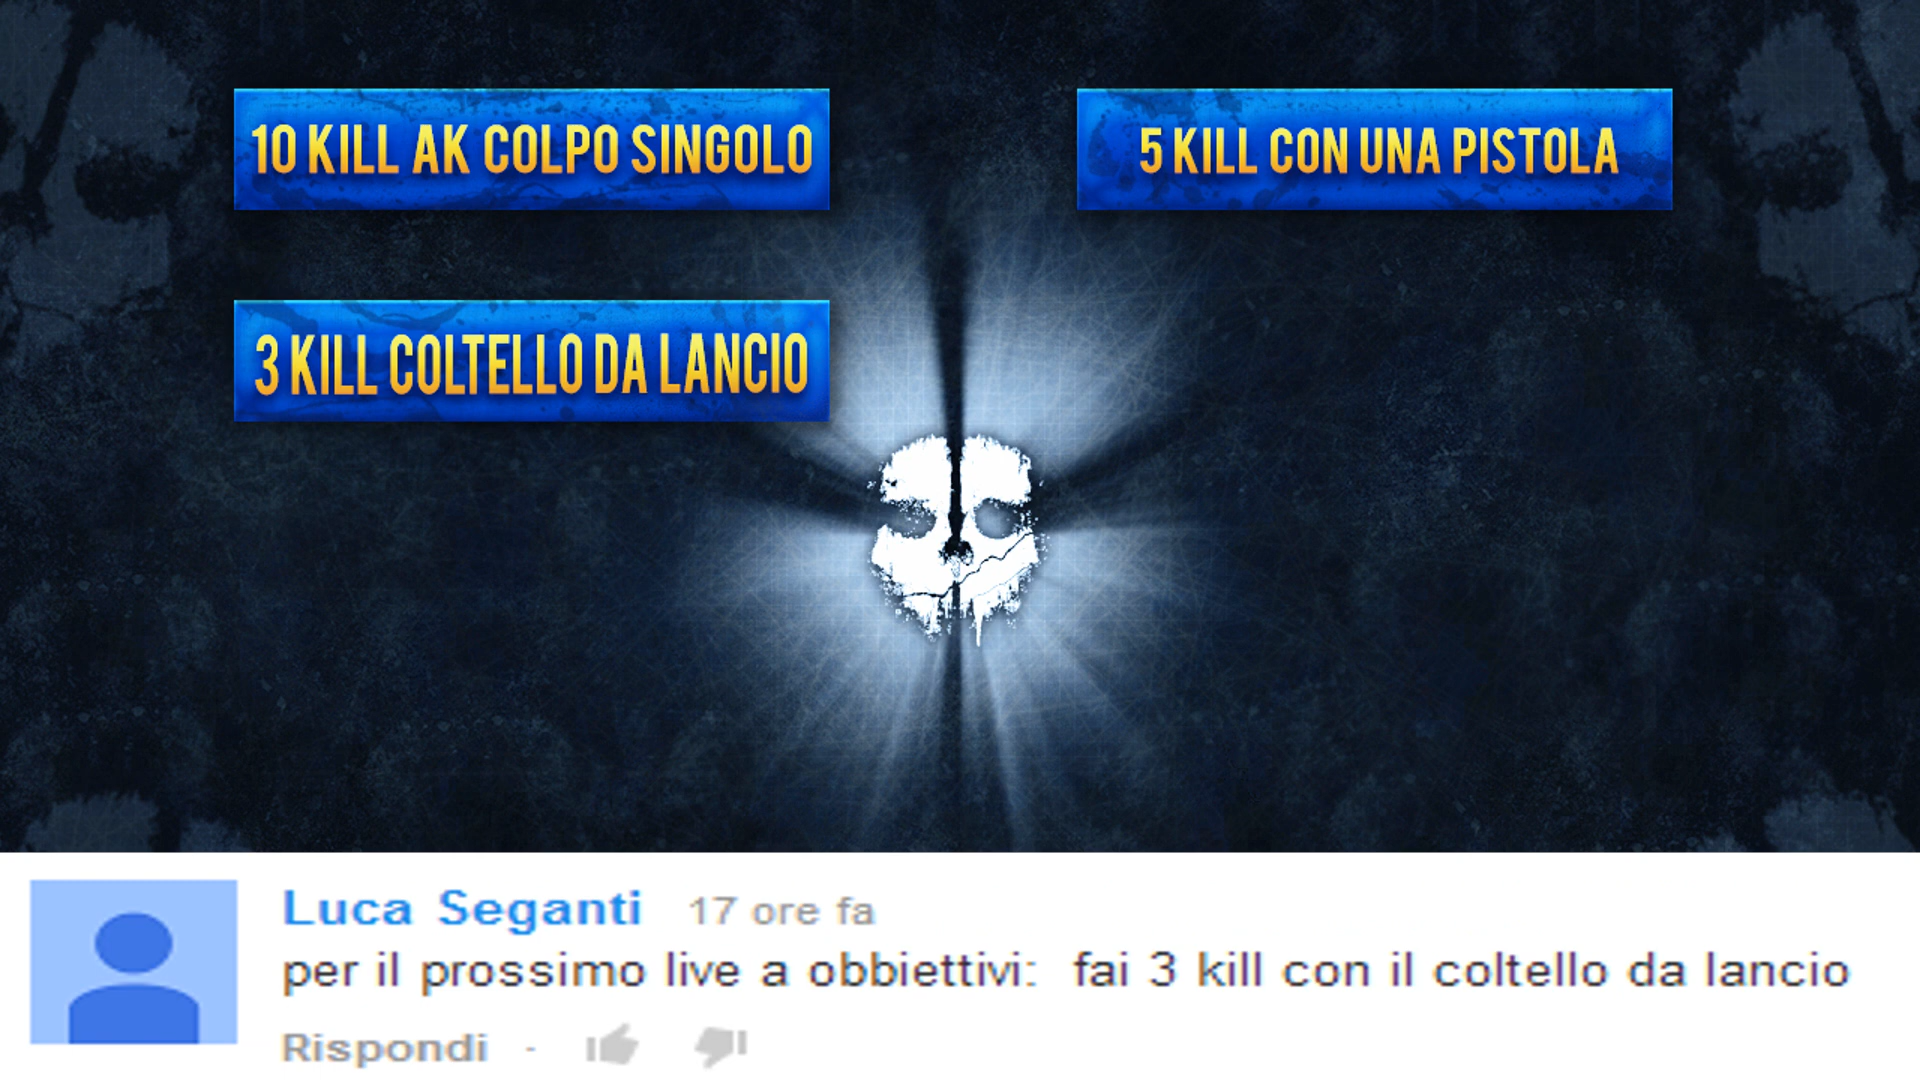 10 KILL AK COLPO SINGOLO
5 KILL CON UNA PISTOLA
3 KILL COLTELLO DA LANCIO
Luca Seganti 17 ore fa
per il prossimo live a obbiettivi: fai 3 kill con il coltello da lancio
Rispondi -